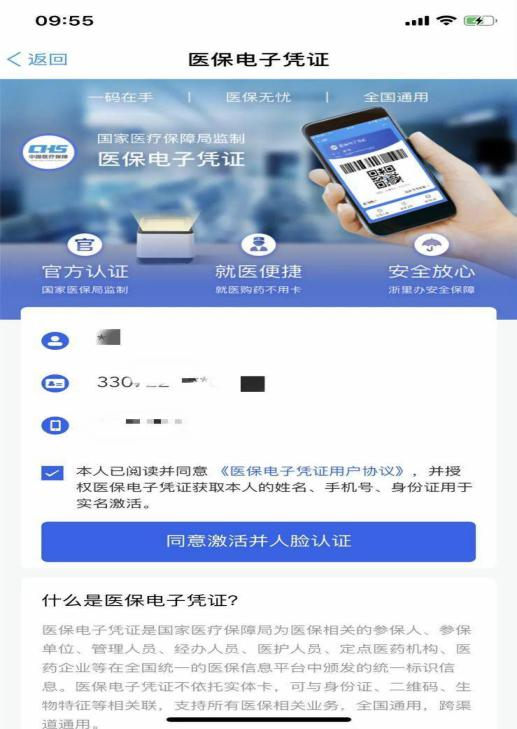 09:55
返回
医保电子凭证
一码在手 | 医保无忧 | 全国通用
CHS
中国医疗保障
国家医疗保障局监制
医保电子凭证
官
官方认证
国家医保局监制
就医便捷
就医购药不用卡
安全放心
浙里办安全保障
330
本人已阅读并同意《医保电子凭证用户协议》,并授
权医保电子凭证获取本人的姓名、手机号、身份证用于
实名激活。
同意激活并人脸认证
什么是医保电子凭证?
医保电子凭证是国家医疗保障局为医保相关的参保人、参保
单位、管理人员、经办人员、医护人员、定点医药机构、医
药企业等在全国统一的医保信息平台中颁发的统一标识信
息。医保电子凭证不依托实体卡,可与身份证、二维码、生
物特征等相关联,支持所有医保相关业务,全国通用,跨渠
道通用。